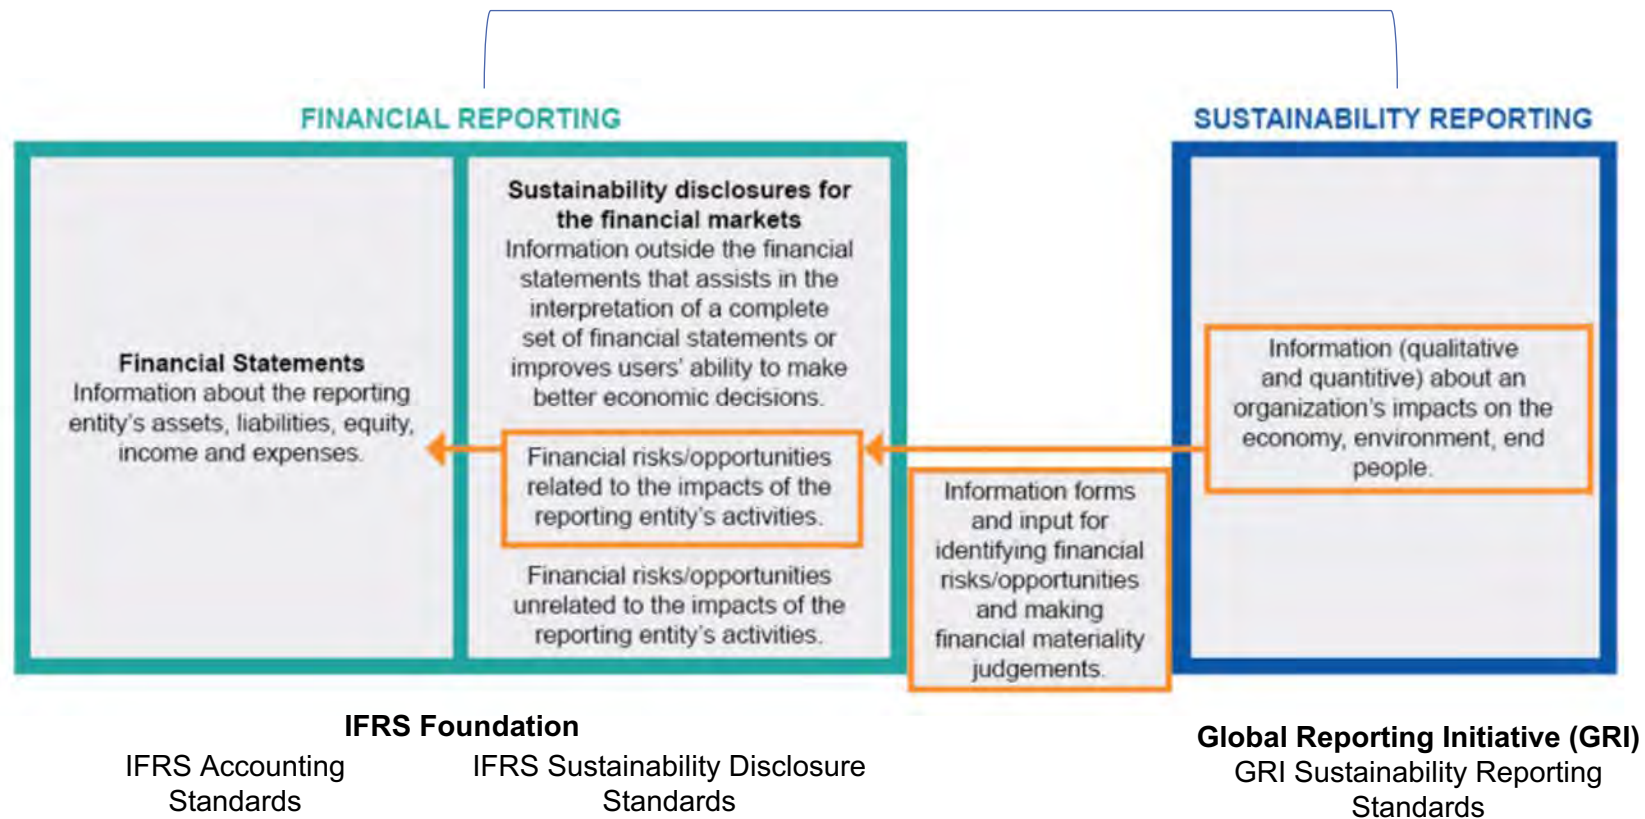 FINANCIAL REPORTING
SUSTAINABILITY REPORTING
Financial Statements
Information about the reporting
entity's assets, liabilities, equity,
income and expenses.
Sustainability disclosures for
the financial markets
Information outside the financial
statements that assists in the
interpretation of a complete
set of financial statements or
improves users' ability to make
better economic decisions.
Financial risks/opportunities
related to the impacts of the
reporting entity's activities.
Financial risks/opportunities
unrelated to the impacts of the
reporting entity's activities.
Information forms
and input for
identifying financial
risks/opportunities
and making
financial materiality
judgements.
Information (qualitative
and quantitive) about an
organization's impacts on the
economy, environment, end
people.
IFRS Foundation
IFRS Accounting
Standards
IFRS Sustainability Disclosure
Standards
Global Reporting Initiative (GRI)
GRI Sustainability Reporting
Standards